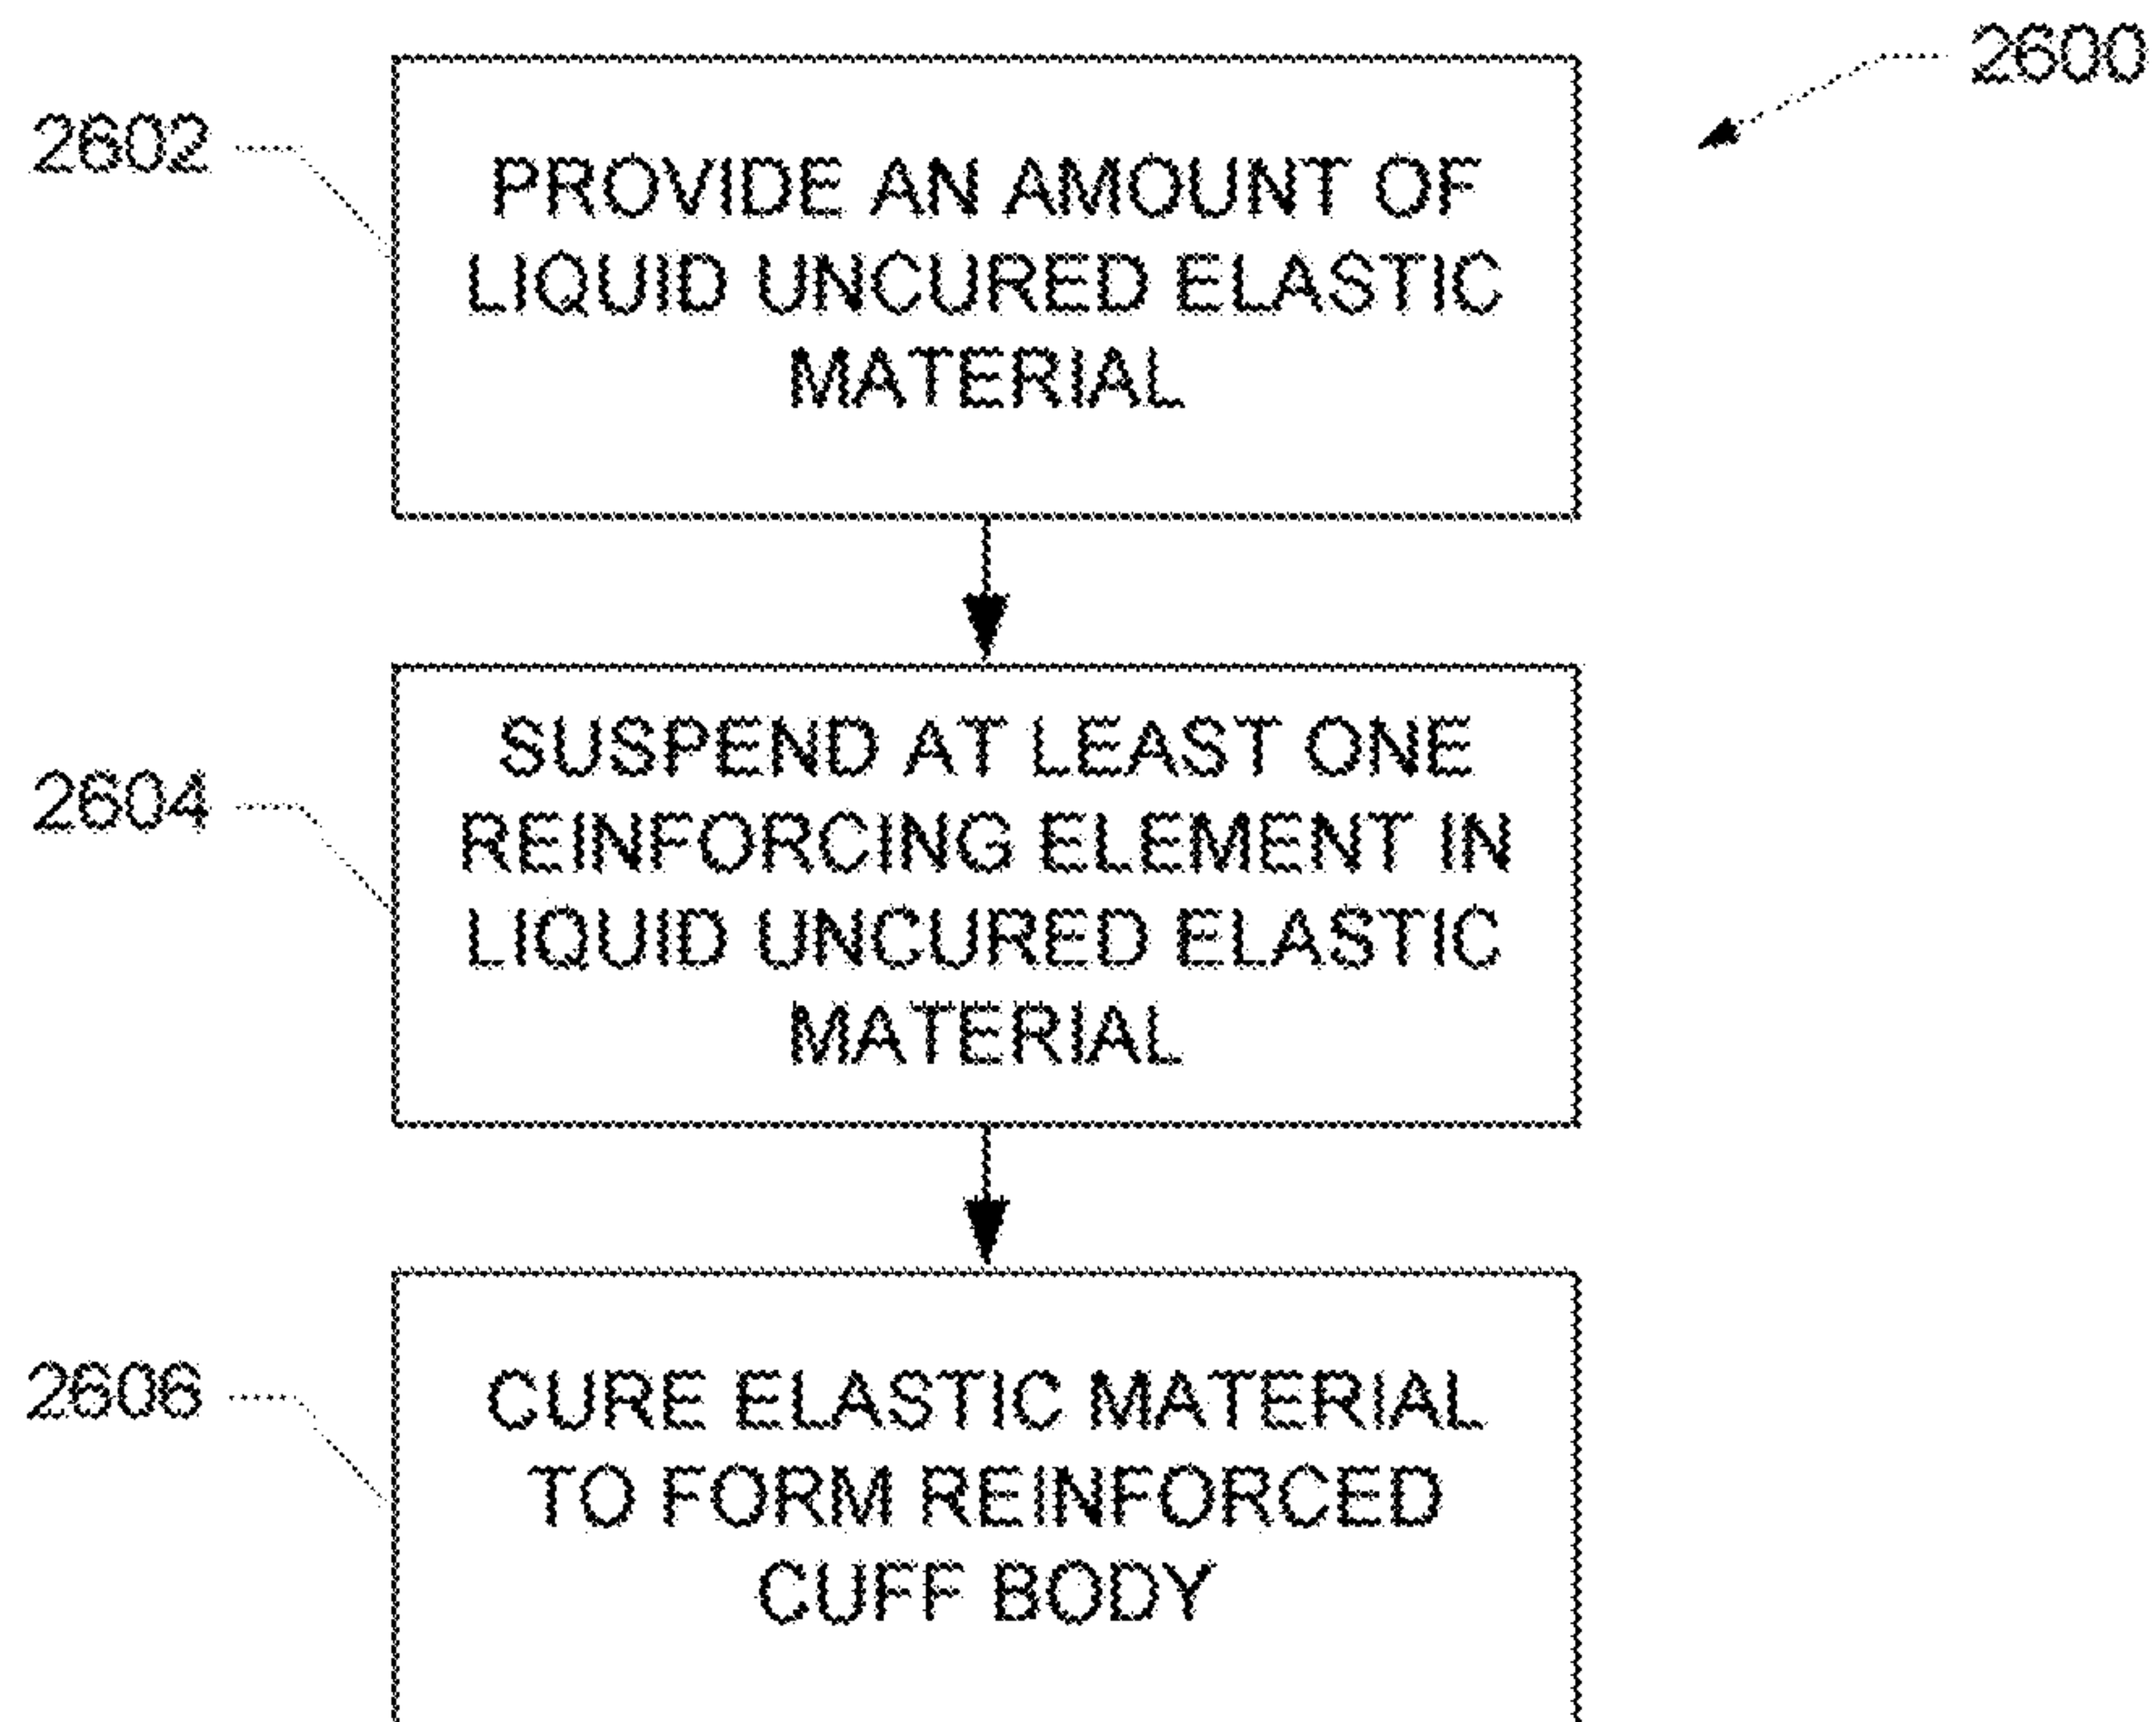 2600
2602
PROVIDE AN AMOUNT OF
LIQUID UNCURED ELASTIC
MATERIAL
2604
SUSPEND AT LEAST ONE
REINFORCING ELEMENT IN
LIQUID UNCURED ELASTIC
MATERIAL
2606
CURE ELASTIC MATERIAL
TO FORM REINFORCED
CUFF BODY